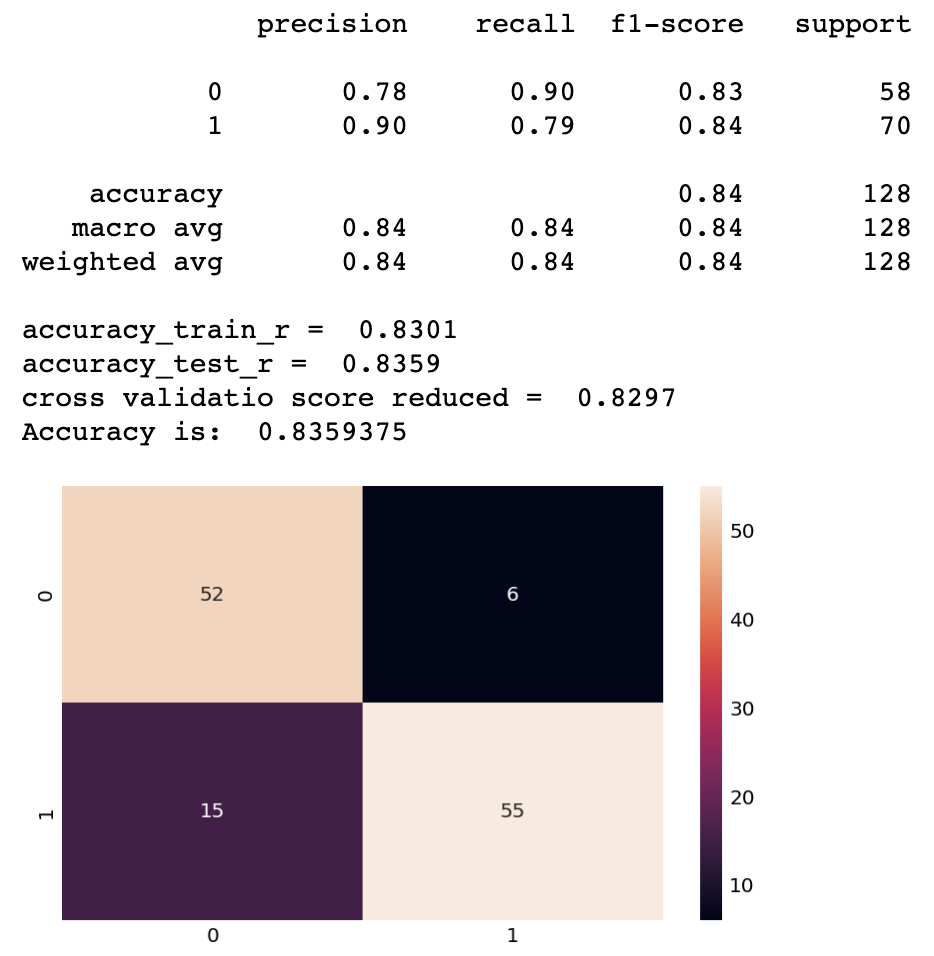 precision recall f1-score support
0 0.78 0.90 0.83 58
1 0.90 0.79 0.84 70
accuracy 0.84 128
macro avg 0.84 0.84 0.84 128
weighted avg 0.84 0.84 0.84 128
accuracy_train_r = 0.8301
accuracy_test_r = 0.8359
cross validatio score reduced = 0.8297
Accuracy is: 0.8359375
0 52 6
1 15 55
0 1
50
40
30
20
10